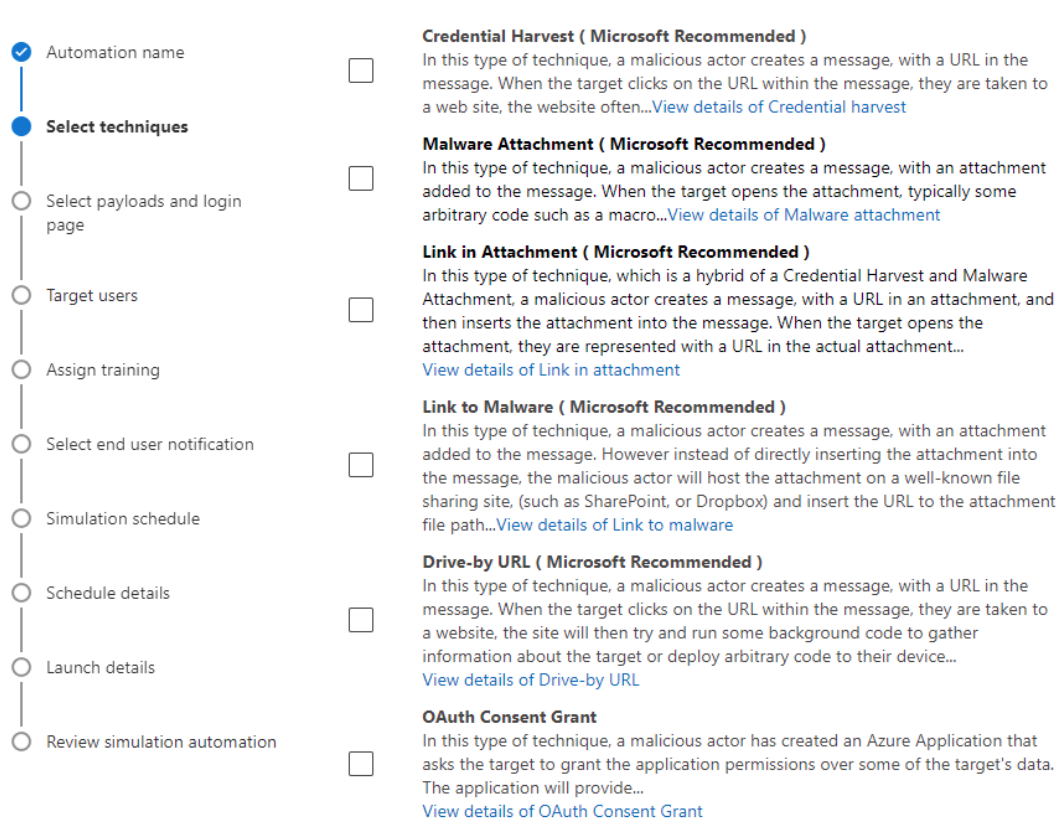 Automation name
Select techniques
Select payloads and login
page
Target users
Assign training
Select end user notification
Simulation schedule
Schedule details
Launch details
Review simulation automation
Credential Harvest ( Microsoft Recommended )
In this type of technique, a malicious actor creates a message, with a URL in the
message. When the target clicks on the URL within the message, they are taken to
a web site, the website often...View details of Credential harvest
Malware Attachment ( Microsoft Recommended )
In this type of technique, a malicious actor creates a message, with an attachment
added to the message. When the target opens the attachment, typically some
arbitrary code such as a macro...View details of Malware attachment
Link in Attachment ( Microsoft Recommended )
In this type of technique, which is a hybrid of a Credential Harvest and Malware
Attachment, a malicious actor creates a message, with a URL in an attachment, and
then inserts the attachment into the message. When the target opens the
attachment, they are represented with a URL in the actual attachment...
View details of Link in attachment
Link to Malware ( Microsoft Recommended )
In this type of technique, a malicious actor creates a message, with an attachment
added to the message. However instead of directly inserting the attachment into
the message, the malicious actor will host the attachment on a well-known file
sharing site, (such as SharePoint, or Dropbox) and insert the URL to the attachment
file path...View details of Link to malware
Drive-by URL ( Microsoft Recommended )
In this type of technique, a malicious actor creates a message, with a URL in the
message. When the target clicks on the URL within the message, they are taken to
a website, the site will then try and run some background code to gather
information about the target or deploy arbitrary code to their device...
View details of Drive-by URL
OAuth Consent Grant
In this type of technique, a malicious actor has created an Azure Application that
asks the target to grant the application permissions over some of the target's data.
The application will provide...
View details of OAuth Consent Grant